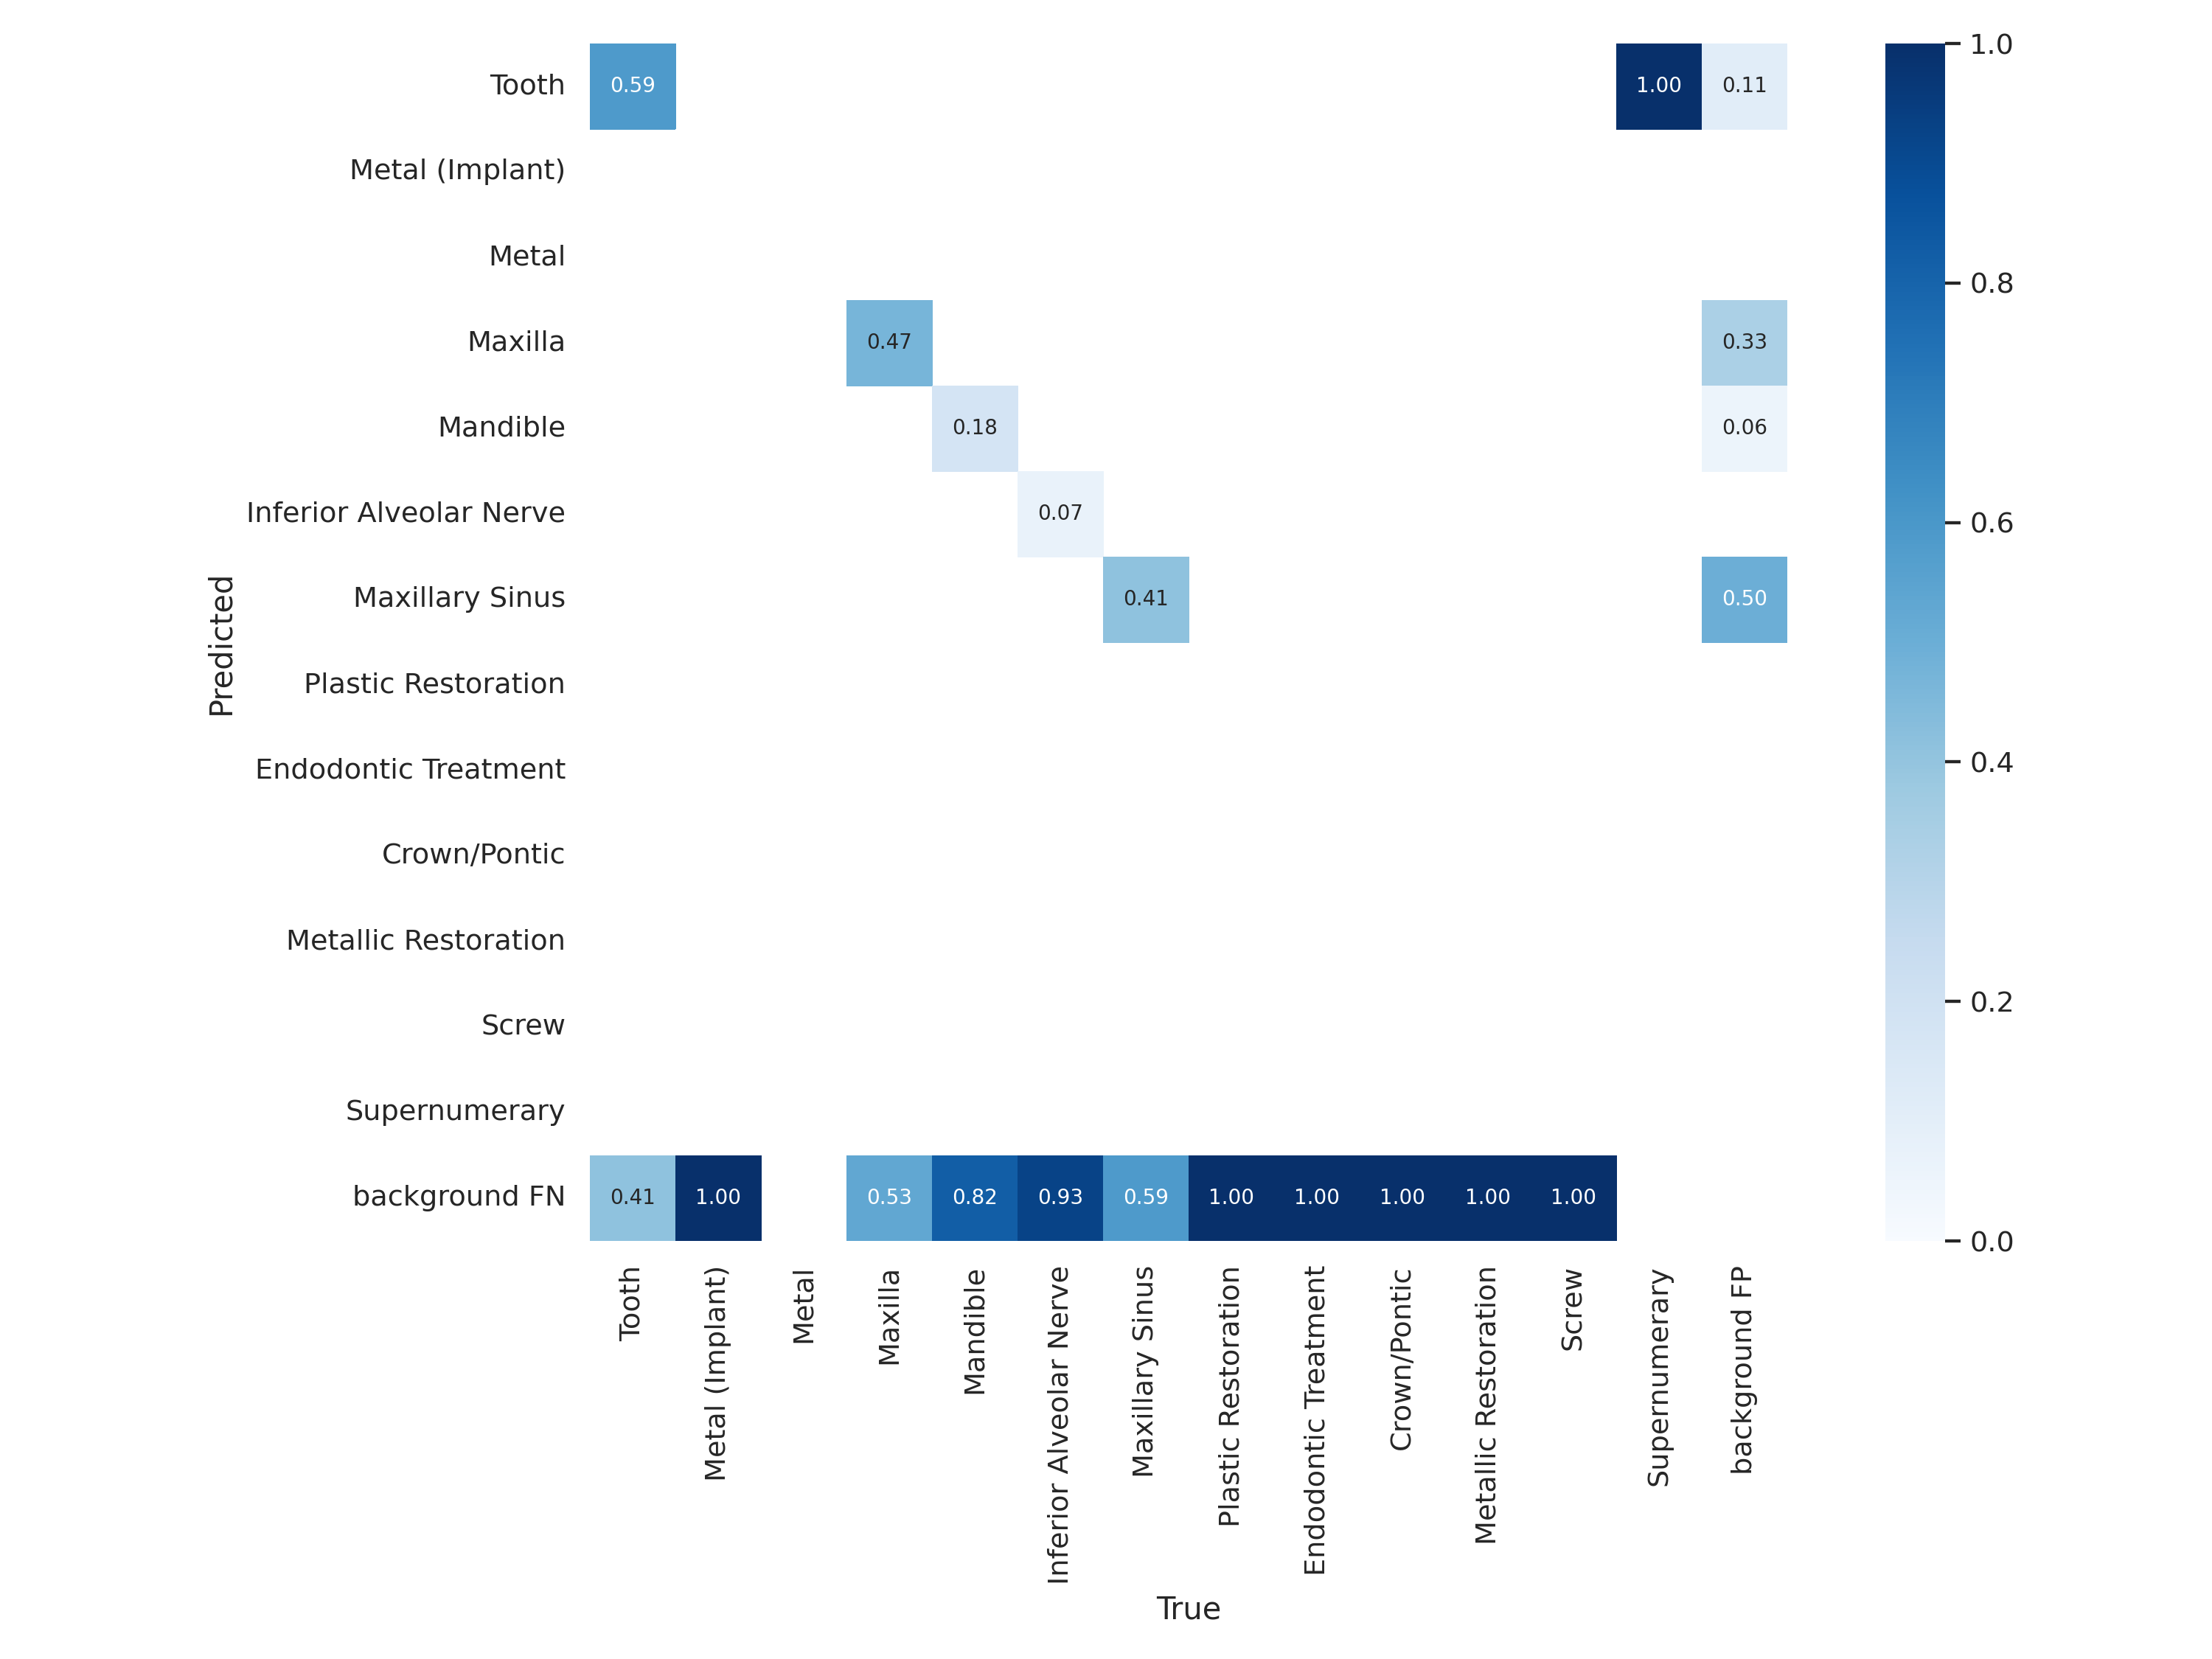 Tooth 0.59 1.00 0.11
Metal (Implant)
Metal
Maxilla 0.47 0.33
Mandible 0.18 0.06
Inferior Alveolar Nerve 0.07
Maxillary Sinus 0.41 0.50
Plastic Restoration
Endodontic Treatment
Crown/Pontic
Metallic Restoration
Screw
Supernumerary
background FN 0.41 1.00 0.53 0.82 0.93 0.59 1.00 1.00 1.00 1.00 1.00
Predicted
Tooth
Metal (Implant)
Metal
Maxilla
Mandible
Inferior Alveolar Nerve
Maxillary Sinus
Plastic Restoration
Endodontic Treatment
Crown/Pontic
Metallic Restoration
Screw
Supernumerary
background FP
True
1.0
0.8
0.6
0.4
0.2
0.0